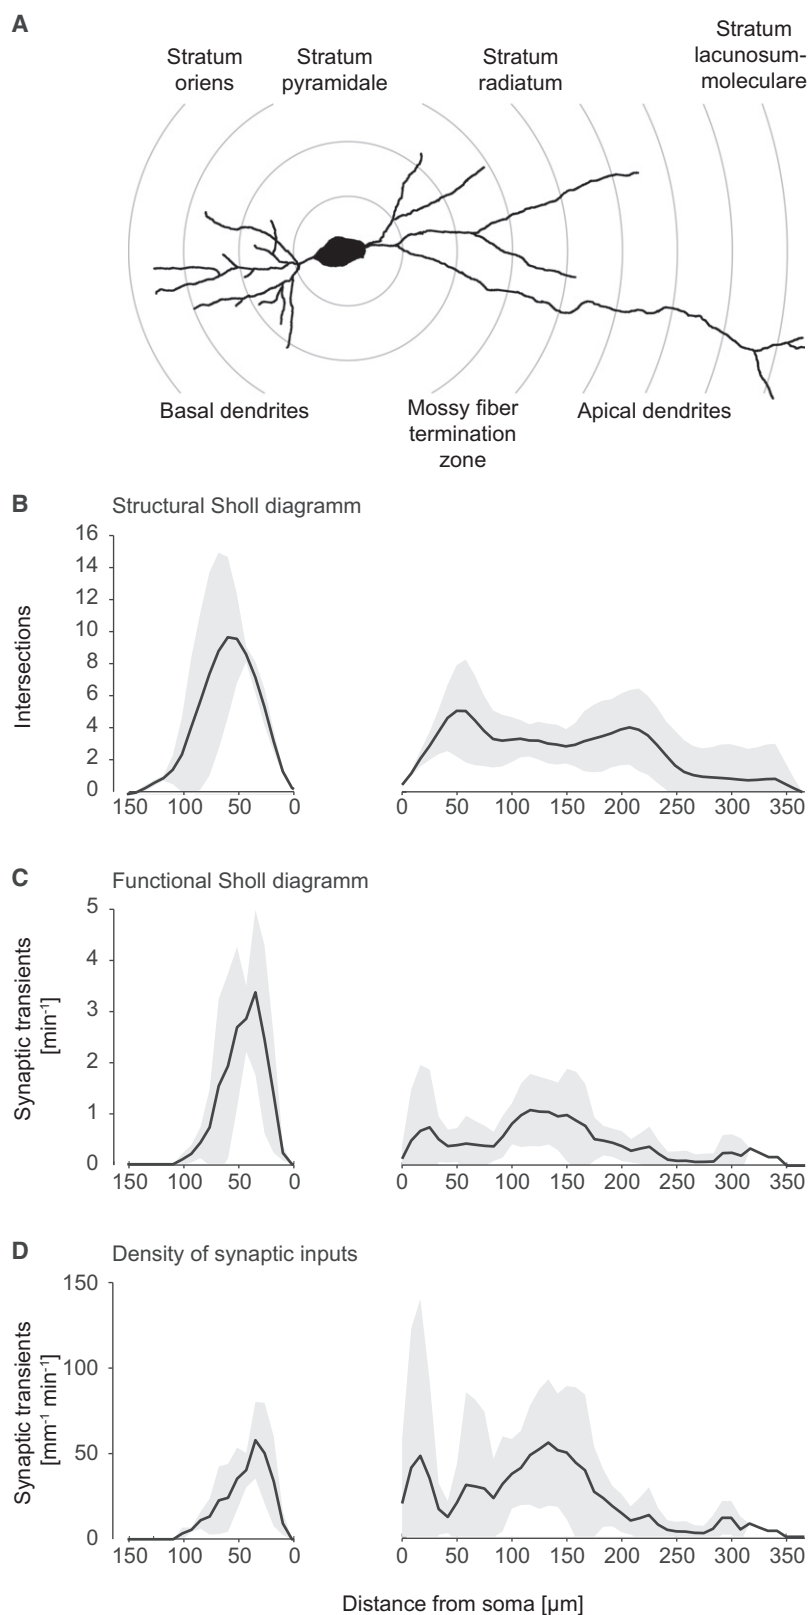 A
Stratum
oriens
Stratum
pyramidale
Stratum
radiatum
Stratum
lacunosum-
moleculare
Basal dendrites
Mossy fiber
termination
zone
Apical dendrites
B
Structural Sholl diagramm
Intersections
16
14
12
10
8
6
4
2
0
150 100 50 0
0 50 100 150 200 250 300 350
C
Functional Sholl diagramm
Synaptic transients
[min⁻¹]
5
4
3
2
1
0
150 100 50 0
0 50 100 150 200 250 300 350
D
Density of synaptic inputs
Synaptic transients
[mm⁻¹ min⁻¹]
150
100
50
0
150 100 50 0
0 50 100 150 200 250 300 350
Distance from soma [µm]